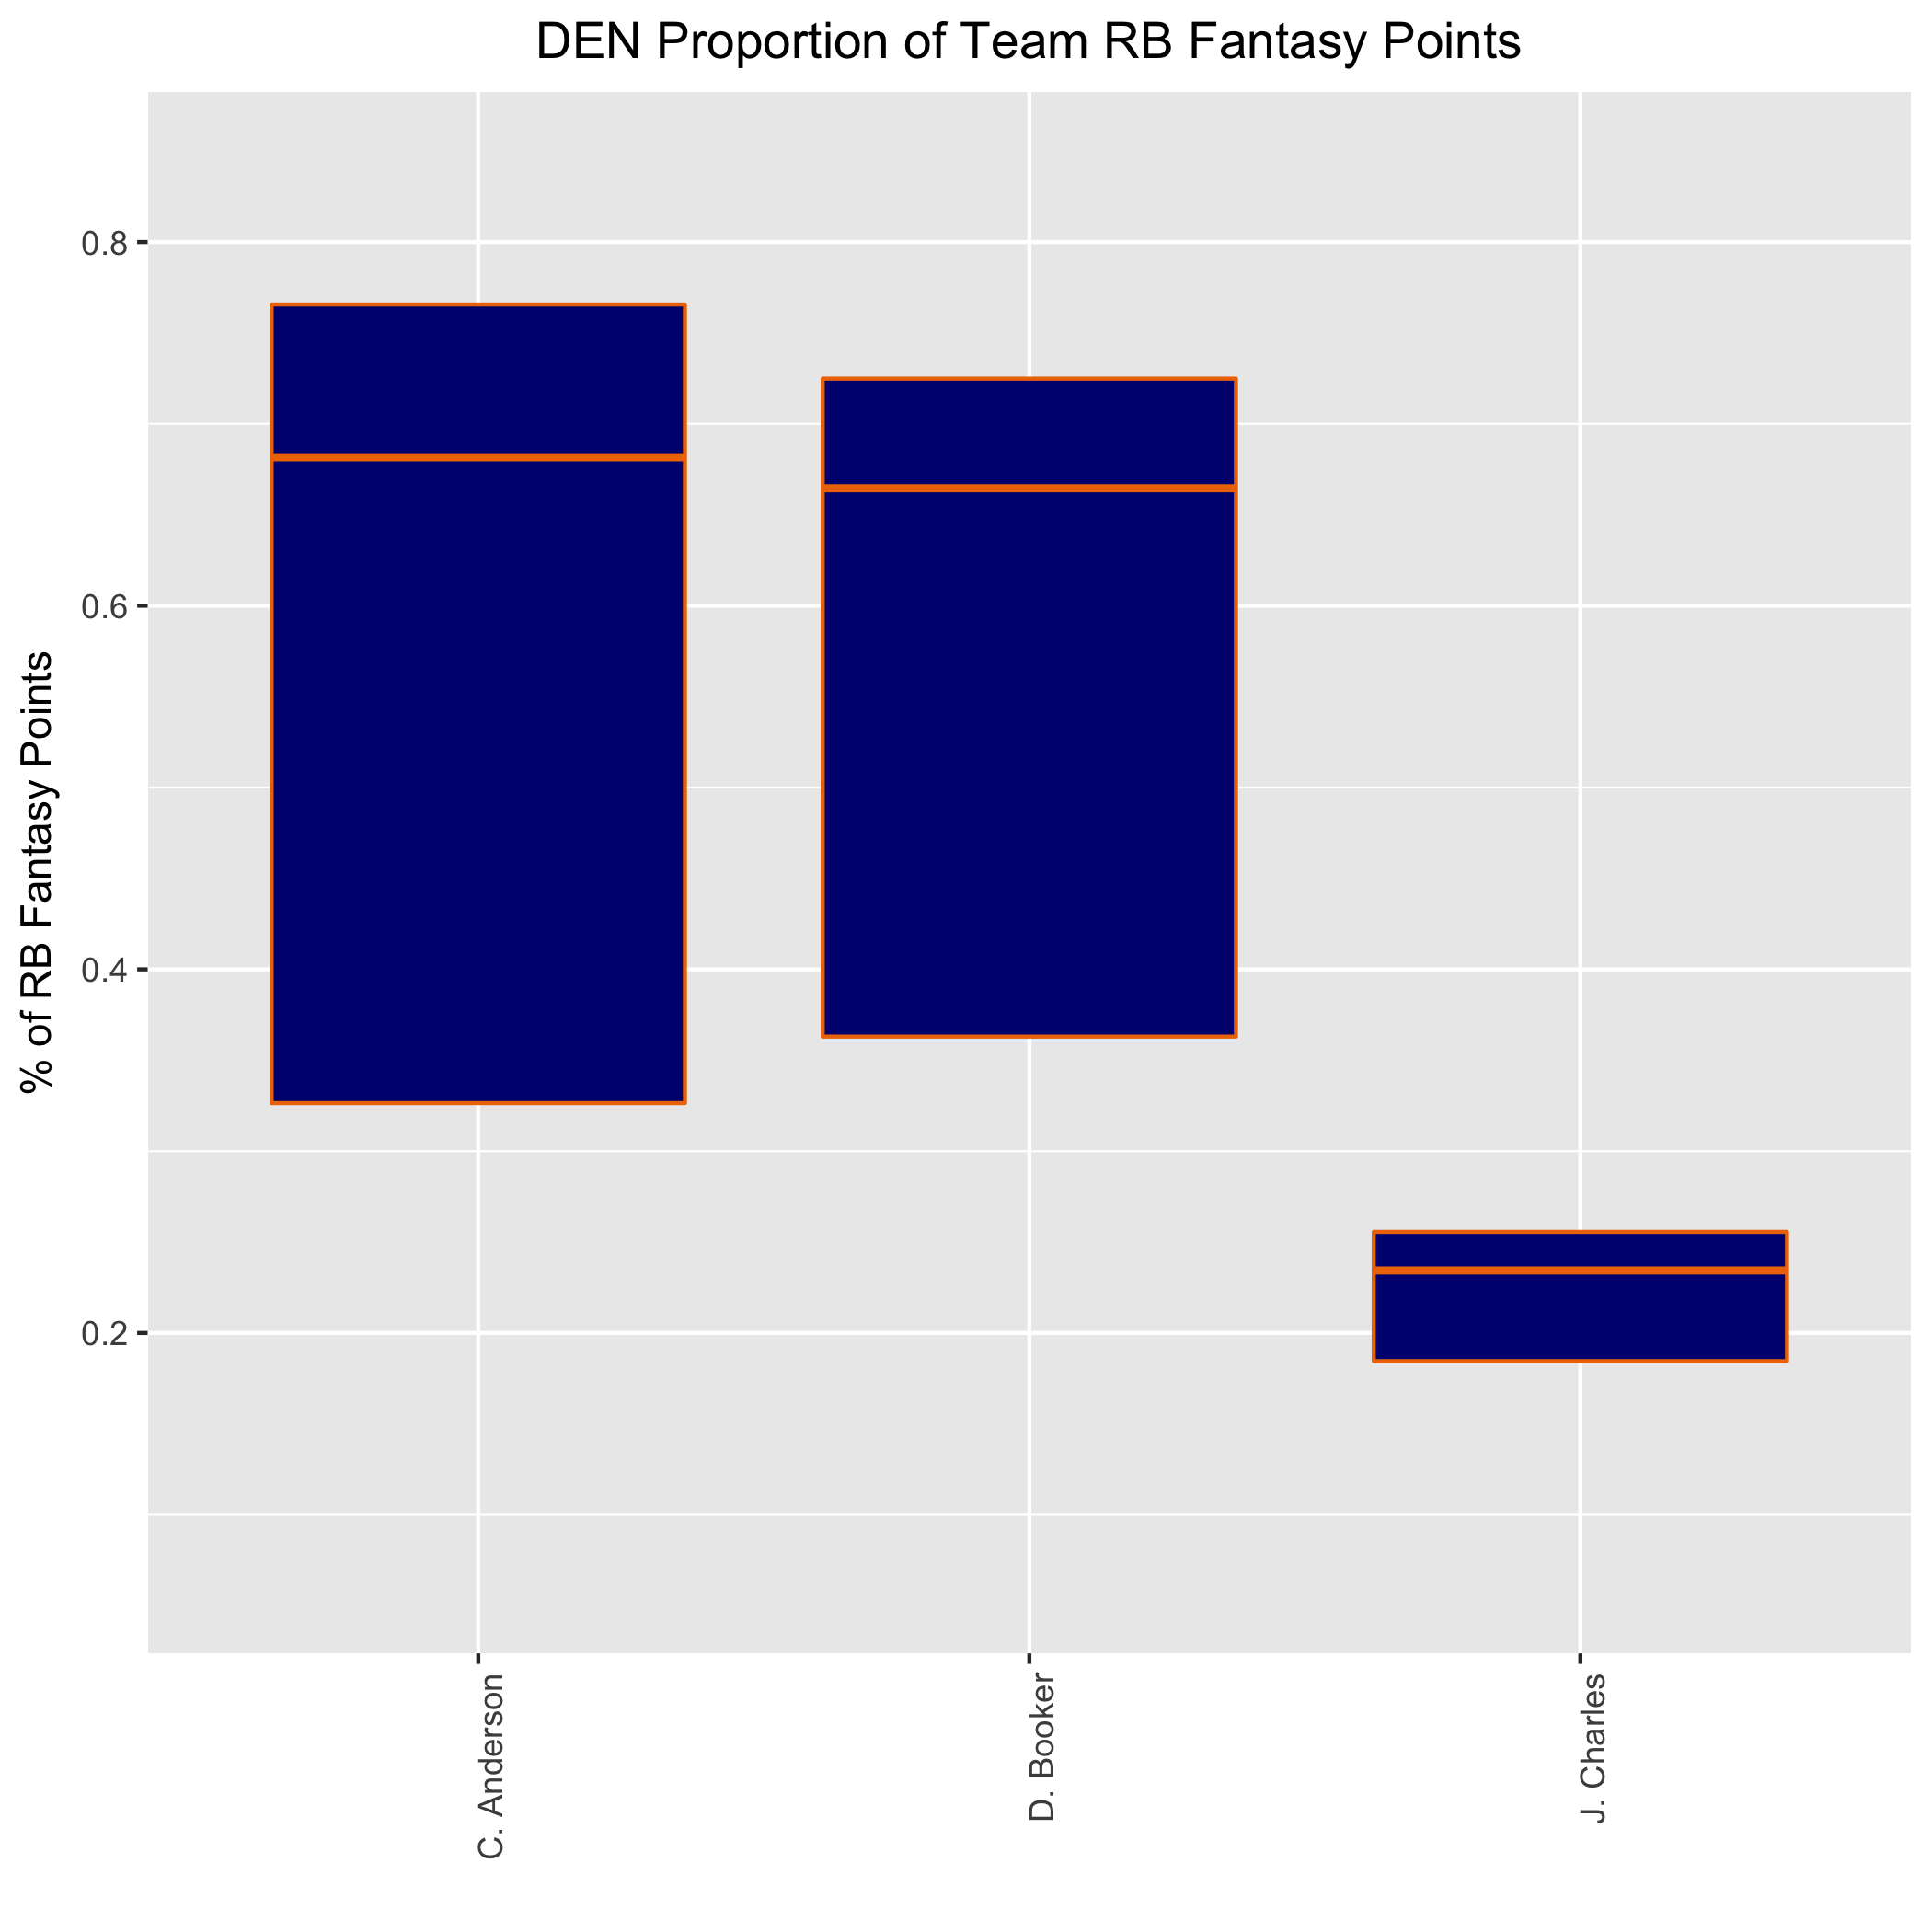 DEN Proportion of Team RB Fantasy Points
% of RB Fantasy Points
0.8
0.6
0.4
0.2
C. Anderson
D. Booker
J. Charles